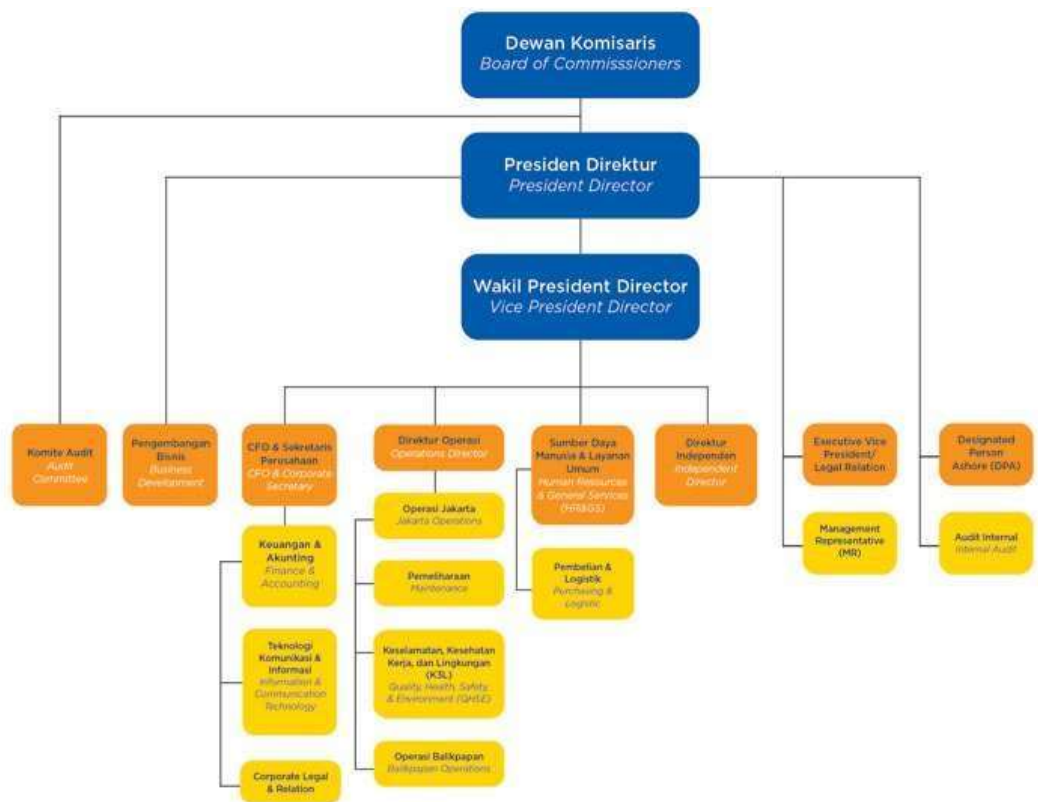 Dewan Komisaris
Board of Commisssioners
Presiden Direktur
President Director
Wakil President Director
Vice President Director
Komite Audit
Audit
Committee
Pengembangan
Bisnis
Business
Development
CFO & Sekretaris
Perusahaan
CFO & Corporate
Secretary
Direktur Operasi
Operations Director
Sumber Daya
Manusia & Layanan
Umum
Human Resources
& General Services
(HR&GS)
Direktur
Independen
Independent
Director
Executive Vice
President/
Legal Relation
Designated
Person
Ashore (DPA)
Keuangan &
Akunting
Finance &
Accounting
Teknologi
Komunikasi &
Informasi
Information &
Communication
Technology
Corporate Legal
& Relation
Operasi Jakarta
Jakarta Operations
Pemeliharaan
Maintenance
Keselamatan, Kesehatan
Kerja, dan Lingkungan
(K3L)
Quality, Health, Safety,
& Environment (QHSE)
Operasi Balikpapan
Balikpapan Operations
Pembelian &
Logistik
Purchasing &
Logistic
Management
Representative
(MR)
Audit Internal
Internal Audit